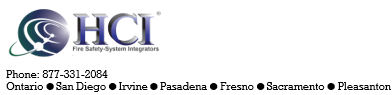 HCI®
Fire Safety-System Integrators
Phone: 877-331-2084
Ontario ● San Diego ● Irvine ● Pasadena ● Fresno ● Sacramento ● Pleasanton